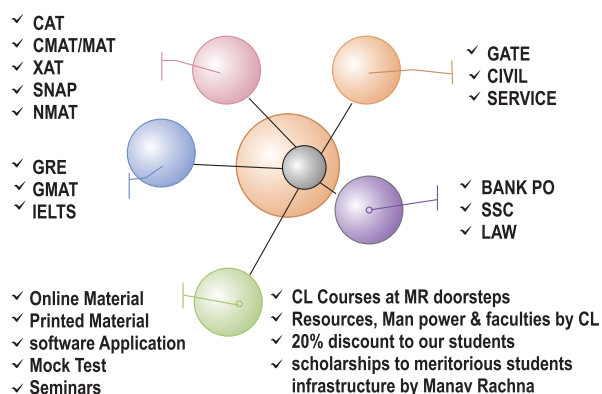 CAT
CMAT/MAT
XAT
SNAP
NMAT
GATE
CIVIL
SERVICE
GRE
GMAT
IELTS
BANK PO
SSC
LAW
Online Material
Printed Material
software Application
Mock Test
Seminars
CL Courses at MR doorsteps
Resources, Man power & faculties by CL
20% discount to our students
scholarships to meritorious students
infrastructure by Manav Rachna